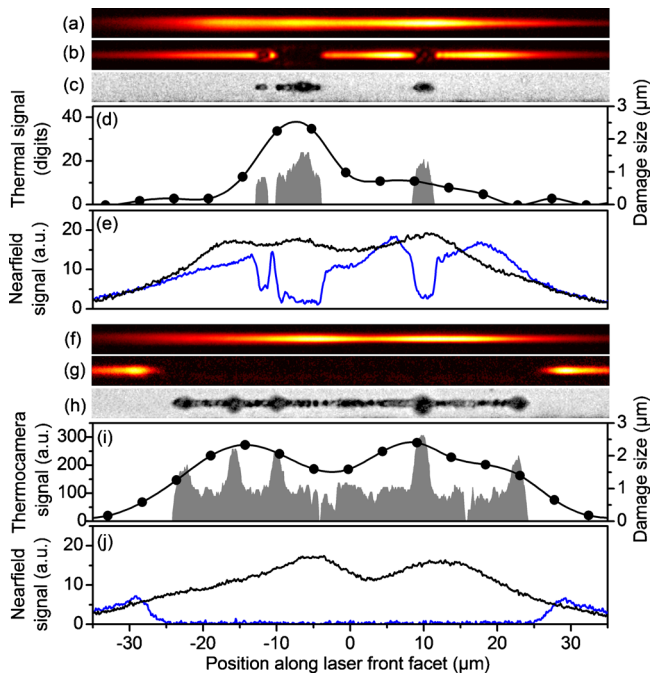 (a)
(b)
(c)
(d)
Thermal signal
(digits)
40
20
0
3
2
1
0
Damage size (µm)
(e)
Nearfield
signal (a.u.)
20
10
0
(f)
(g)
(h)
(i)
Thermocamera
signal (a.u.)
300
200
100
0
3
2
1
0
Damage size (µm)
(j)
Nearfield
signal (a.u.)
20
10
0
-30 -20 -10 0 10 20 30
Position along laser front facet (µm)